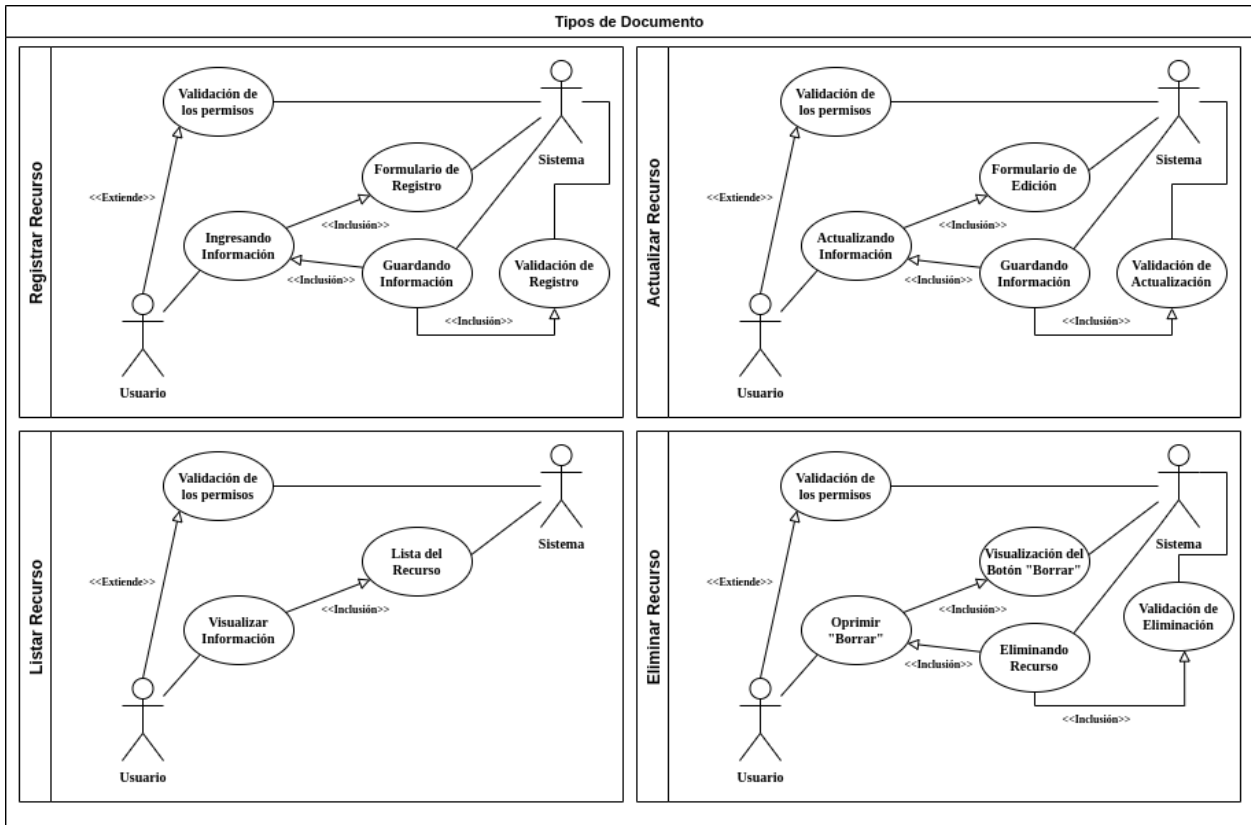 Tipos de Documento
Registrar Recurso
Validación de
los permisos
Sistema
Formulario de
Registro
<<Extiende>>
<<Inclusión>>
Ingresando
Información
Guardando
Información
Validación de
Registro
<<Inclusión>>
<<Inclusión>>
Usuario
Actualizar Recurso
Validación de
los permisos
Sistema
Formulario de
Edición
<<Extiende>>
<<Inclusión>>
Actualizando
Información
Guardando
Información
Validación de
Actualización
<<Inclusión>>
<<Inclusión>>
Usuario
Listar Recurso
Validación de
los permisos
Sistema
Lista del
Recurso
<<Extiende>>
<<Inclusión>>
Visualizar
Información
Usuario
Eliminar Recurso
Validación de
los permisos
Sistema
Visualización del
Botón "Borrar"
<<Extiende>>
<<Inclusión>>
Validación de
Eliminación
Oprimir
"Borrar"
Eliminando
Recurso
<<Inclusión>>
<<Inclusión>>
Usuario